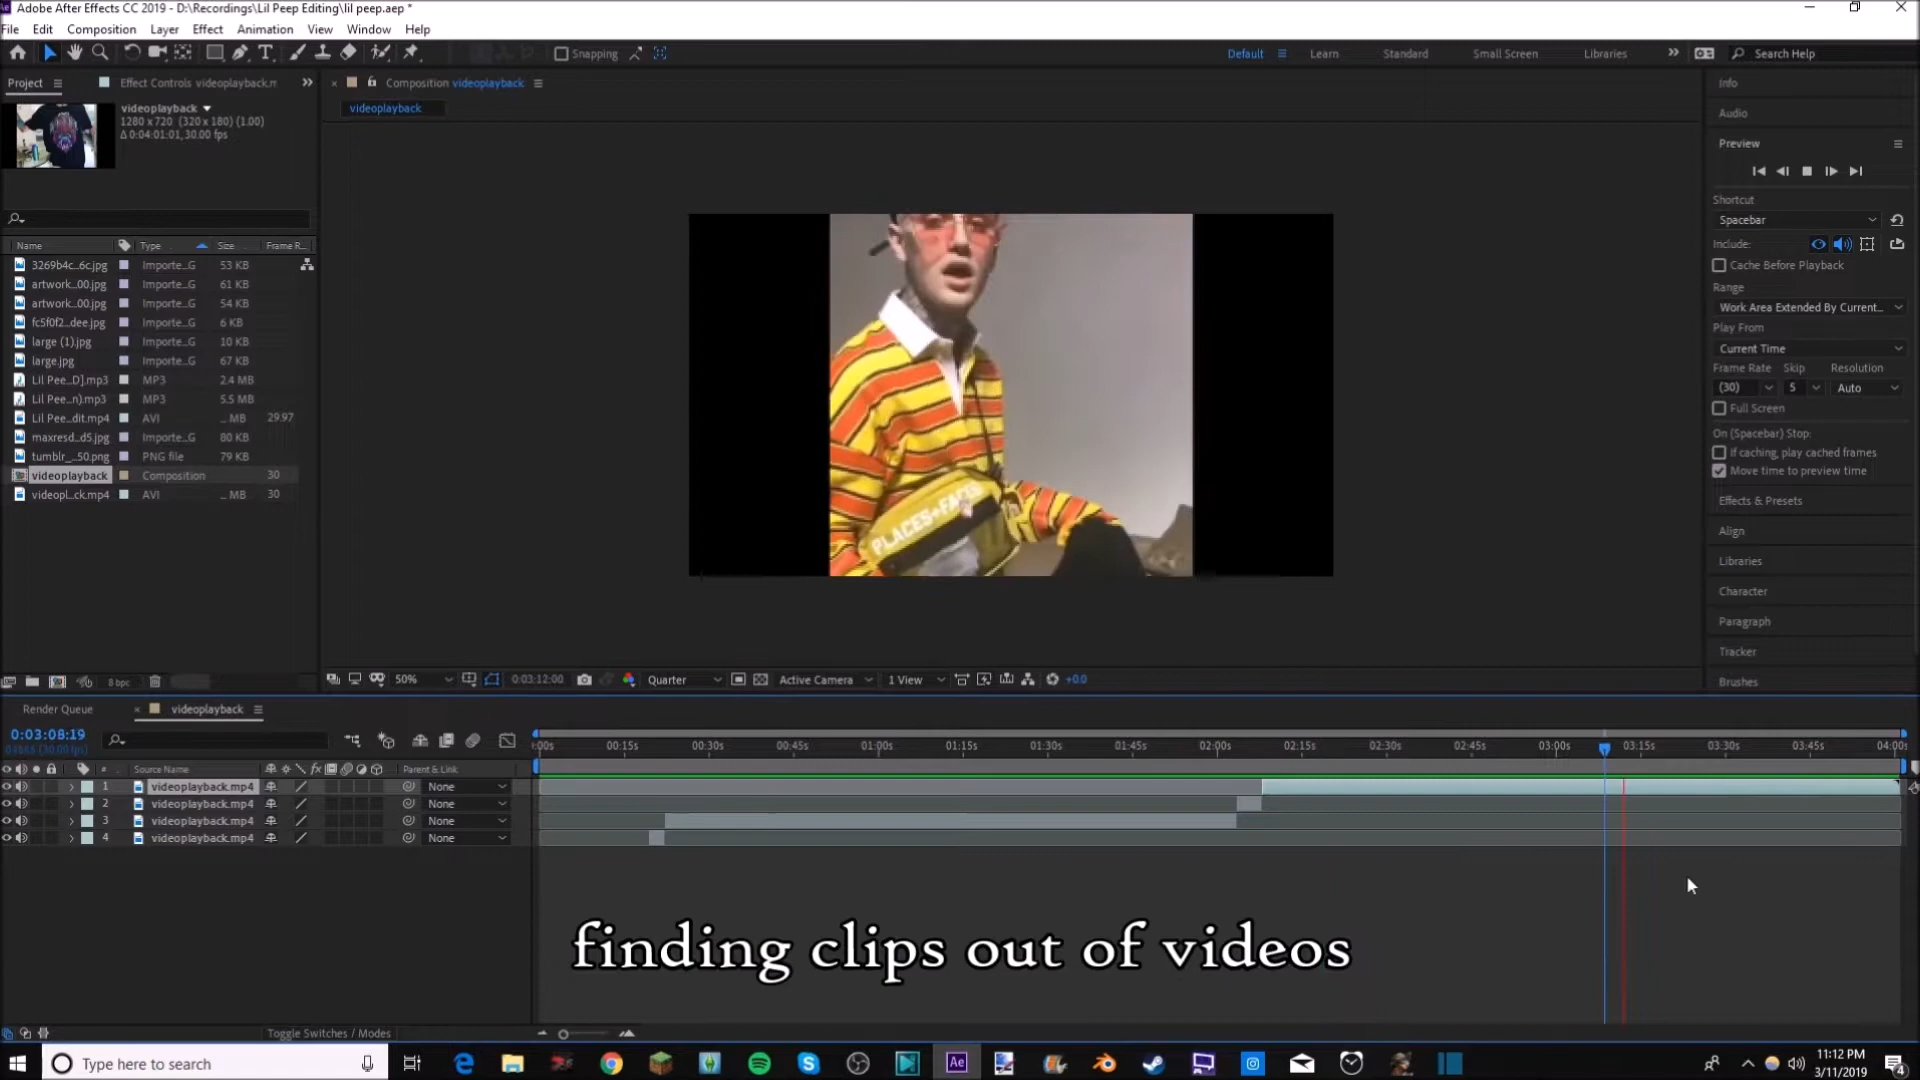 Adobe After Effects CC 2019 - D:\Recordings\Lil Peep Editing\lil peep.aep *
File Edit Composition Layer Effect Animation View Window Help
Snapping Default Learn Standard Small Screen Libraries Search Help
Project Effect Controls videoplayback.m
Composition videoplayback
videoplayback
videoplayback
1280 x 720 (320 x 180) (1.00)
Δ 0:04:01:01, 30.00 fps
Name Type Size Frame R...
3269b4c...6c.jpg Importe...G 53 KB
artwork...00.jpg Importe...G 61 KB
artwork...00.jpg Importe...G 54 KB
fc5f0f2...dee.jpg Importe...G 6 KB
large (1).jpg Importe...G 10 KB
large.jpg Importe...G 67 KB
Lil Pee...D].mp3 MP3 2.4 MB
Lil Pee...n).mp3 MP3 5.5 MB
Lil Pee...dit.mp4 AVI ... MB 29.97
maxresd...d5.jpg Importe...G 80 KB
tumblr_...50.png PNG file 79 KB
videoplayback Composition 30
videopl...ck.mp4 AVI ... MB 30
8 bpc
PLACES+FACES
Info
Audio
Preview
Shortcut
Spacebar
Include:
Cache Before Playback
Range
Work Area Extended By Current...
Play From
Current Time
Frame Rate Skip Resolution
(30) 5 Auto
Full Screen
On (Spacebar) Stop:
If caching, play cached frames
Move time to preview time
Effects & Presets
Align
Libraries
Character
Paragraph
Tracker
Brushes
50% 0:03:12:00 Quarter Active Camera 1 View +0.0
Render Queue videoplayback
0:03:08:19
(30.00 fps)
:00s 00:15s 00:30s 00:45s 01:00s 01:15s 01:30s 01:45s 02:00s 02:15s 02:30s 02:45s 03:00s 03:15s 03:30s 03:45s 04:00s
# Source Name fx Parent & Link
1 videoplayback.mp4 None
2 videoplayback.mp4 None
3 videoplayback.mp4 None
4 videoplayback.mp4 None
finding clips out of videos
Toggle Switches / Modes
Type here to search
Ae
11:12 PM
3/11/2019
4